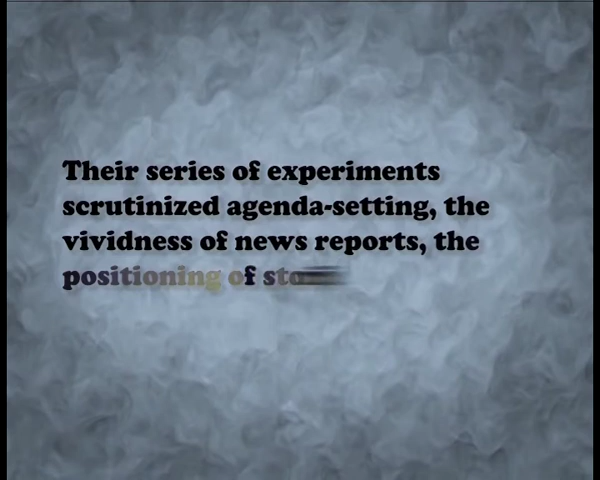 Their series of experiments
scrutinized agenda-setting, the
vividness of news reports, the
positioning of